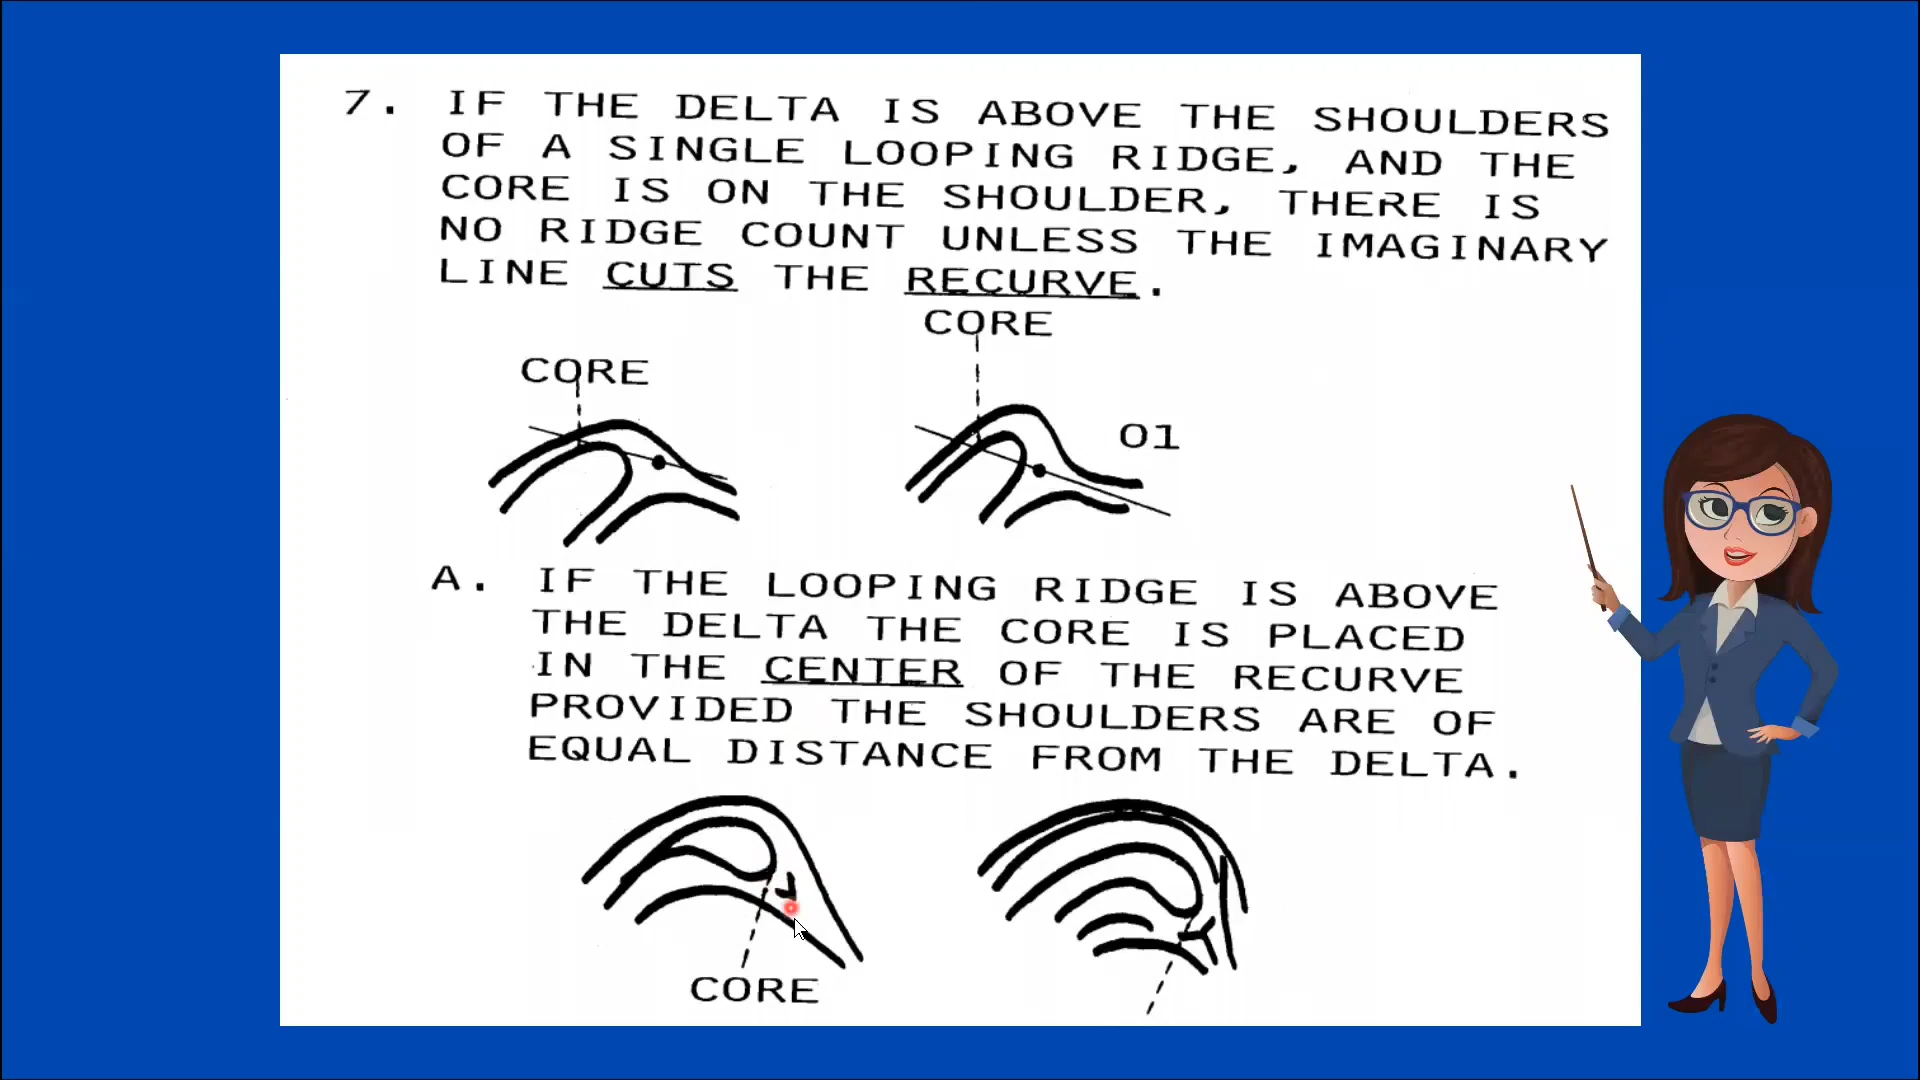 7. IF THE DELTA IS ABOVE THE SHOULDERS
OF A SINGLE LOOPING RIDGE, AND THE
CORE IS ON THE SHOULDER, THERE IS
NO RIDGE COUNT UNLESS THE IMAGINARY
LINE CUTS THE RECURVE.
CORE
CORE
01
A. IF THE LOOPING RIDGE IS ABOVE
THE DELTA THE CORE IS PLACED
IN THE CENTER OF THE RECURVE
PROVIDED THE SHOULDERS ARE OF
EQUAL DISTANCE FROM THE DELTA.
CORE